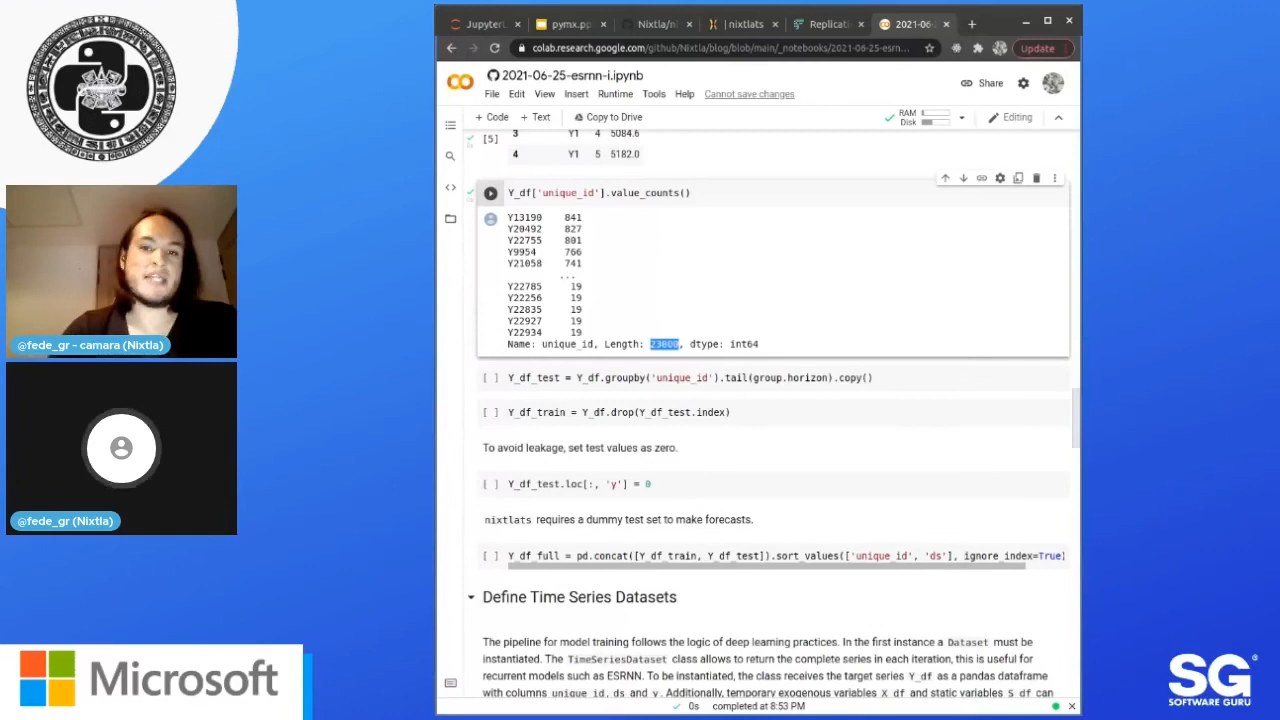 JupyterL
pymx.pp
Nixtla/n
| nixtlats
Replicati
2021-06-
colab.research.google.com/github/Nixtla/blog/blob/main/_notebooks/2021-06-25-esrn...
Update
2021-06-25-esrnn-i.ipynb
Share
File Edit View Insert Runtime Tools Help Cannot save changes
+ Code + Text Copy to Drive
RAM
Disk
Editing
[5]
3 Y1 4 5084.6
4 Y1 5 5182.0
Y_df['unique_id'].value_counts()
Y13190 841
Y20492 827
Y22755 801
Y9954 766
Y21058 741
...
Y22785 19
Y22256 19
Y22835 19
Y22927 19
Y22934 19
Name: unique_id, Length: 23000, dtype: int64
[ ] Y_df_test = Y_df.groupby('unique_id').tail(group.horizon).copy()
[ ] Y_df_train = Y_df.drop(Y_df_test.index)
To avoid leakage, set test values as zero.
[ ] Y_df_test.loc[:, 'y'] = 0
nixtlats requires a dummy test set to make forecasts.
[ ] Y_df_full = pd.concat([Y_df_train, Y_df_test]).sort_values(['unique_id', 'ds'], ignore_index=True)
Define Time Series Datasets
The pipeline for model training follows the logic of deep learning practices. In the first instance a Dataset must be
instantiated. The TimeSeriesDataset class allows to return the complete series in each iteration, this is useful for
recurrent models such as ESRNN. To be instantiated, the class receives the target series Y_df as a pandas dataframe
with columns unique_id, ds and y. Additionally, temporary exogenous variables X_df and static variables S_df can
0s completed at 8:53 PM
@fede_gr - camara (Nixtla)
@fede_gr (Nixtla)
Microsoft
SG
SOFTWARE GURU